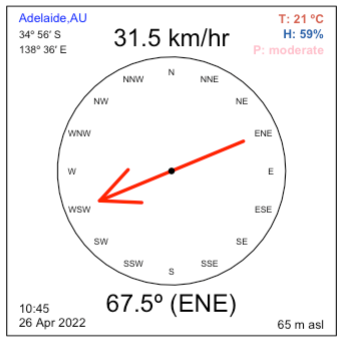 Adelaide,AU
34° 56' S
138° 36' E
31.5 km/hr
T: 21 ºC
H: 59%
P: moderate
N
NNW
NNE
NW
NE
WNW
ENE
W
E
WSW
ESE
SW
SE
SSW
SSE
S
67.5º (ENE)
10:45
26 Apr 2022
65 m asl